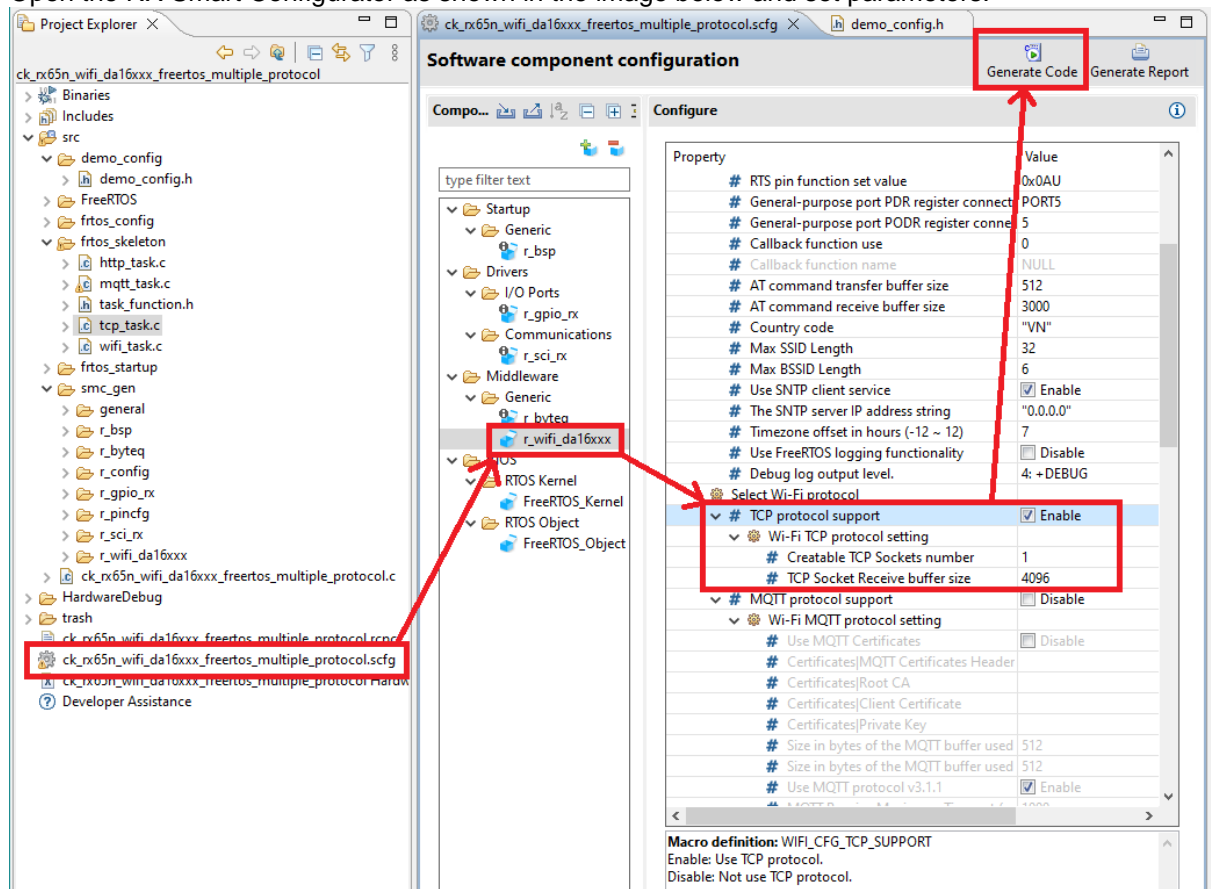 Open the RX Smart Configurator as shown in the image below and set parameters.
Project Explorer
ck_rx65n_wifi_da16xxx_freertos_multiple_protocol
Binaries
Includes
src
demo_config
demo_config.h
FreeRTOS
frtos_config
frtos_skeleton
http_task.c
mqtt_task.c
task_function.h
tcp_task.c
wifi_task.c
frtos_startup
smc_gen
general
r_bsp
r_byteq
r_config
r_gpio_rx
r_pincfg
r_sci_rx
r_wifi_da16xxx
ck_rx65n_wifi_da16xxx_freertos_multiple_protocol.c
HardwareDebug
trash
ck_rx65n_wifi_da16xxx_freertos_multiple_protocol.rcpc
ck_rx65n_wifi_da16xxx_freertos_multiple_protocol.scfg
ck_rx65n_wifi_da16xxx_freertos_multiple_protocol Hardw
Developer Assistance
ck_rx65n_wifi_da16xxx_freertos_multiple_protocol.scfg
demo_config.h
Software component configuration
Generate Code Generate Report
Compo...
type filter text
Startup
Generic
r_bsp
Drivers
I/O Ports
r_gpio_rx
Communications
r_sci_rx
Middleware
Generic
r_byteq
r_wifi_da16xxx
RTOS Kernel
FreeRTOS_Kernel
RTOS Object
FreeRTOS_Object
Configure
Property Value
# RTS pin function set value 0x0AU
# General-purpose port PDR register connect PORT5
# General-purpose port PODR register conne 5
# Callback function use 0
# Callback function name NULL
# AT command transfer buffer size 512
# AT command receive buffer size 3000
# Country code "VN"
# Max SSID Length 32
# Max BSSID Length 6
# Use SNTP client service Enable
# The SNTP server IP address string "0.0.0.0"
# Timezone offset in hours (-12 ~ 12) 7
# Use FreeRTOS logging functionality Disable
# Debug log output level. 4: +DEBUG
Select Wi-Fi protocol
# TCP protocol support Enable
Wi-Fi TCP protocol setting
# Creatable TCP Sockets number 1
# TCP Socket Receive buffer size 4096
# MQTT protocol support Disable
Wi-Fi MQTT protocol setting
# Use MQTT Certificates Disable
# Certificates|MQTT Certificates Header
# Certificates|Root CA
# Certificates|Client Certificate
# Certificates|Private Key
# Size in bytes of the MQTT buffer used 512
# Size in bytes of the MQTT buffer used 512
# Use MQTT protocol v3.1.1 Enable
Macro definition: WIFI_CFG_TCP_SUPPORT
Enable: Use TCP protocol.
Disable: Not use TCP protocol.